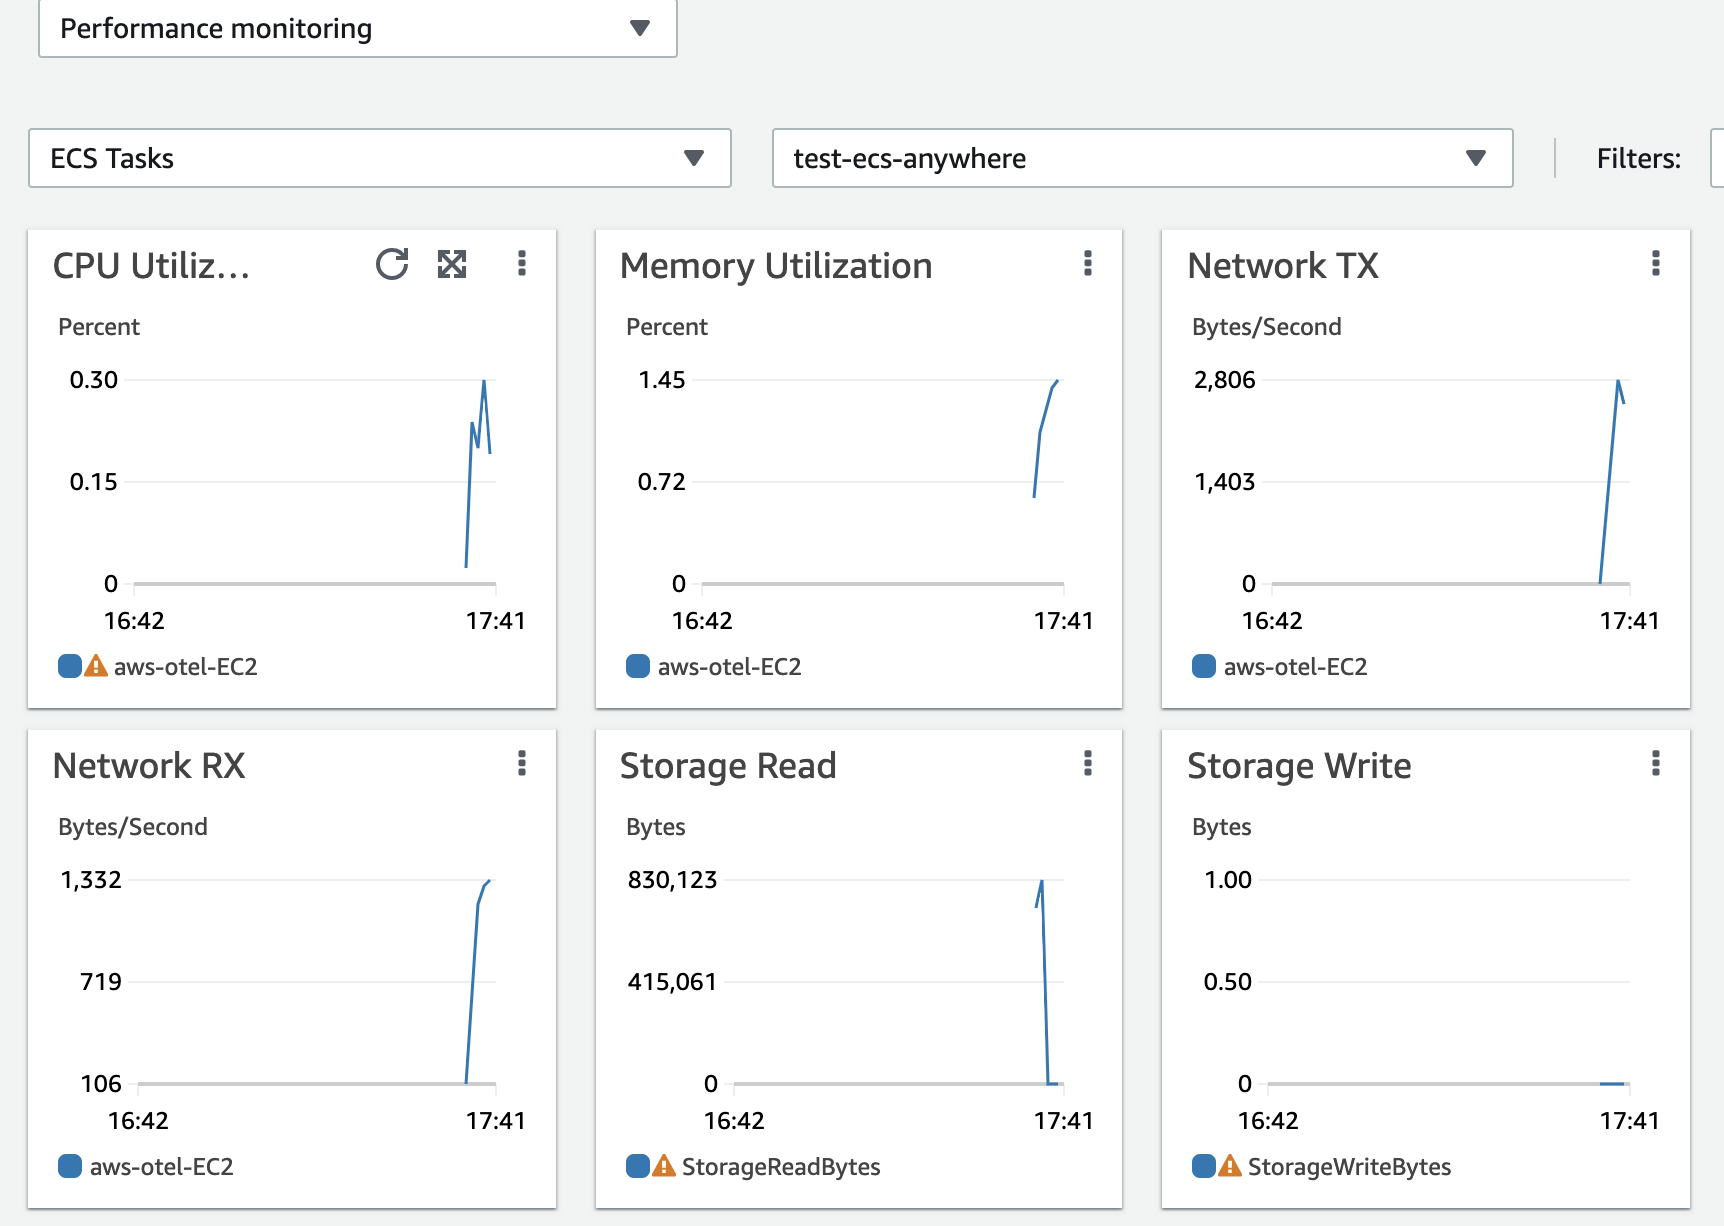 Performance monitoring
ECS Tasks
test-ecs-anywhere
Filters:
CPU Utiliz...
Percent
0.30
0.15
0
16:42
17:41
aws-otel-EC2
Memory Utilization
Percent
1.45
0.72
0
16:42
17:41
aws-otel-EC2
Network TX
Bytes/Second
2,806
1,403
0
16:42
17:41
aws-otel-EC2
Network RX
Bytes/Second
1,332
719
106
16:42
17:41
aws-otel-EC2
Storage Read
Bytes
830,123
415,061
0
16:42
17:41
StorageReadBytes
Storage Write
Bytes
1.00
0.50
0
16:42
17:41
StorageWriteBytes